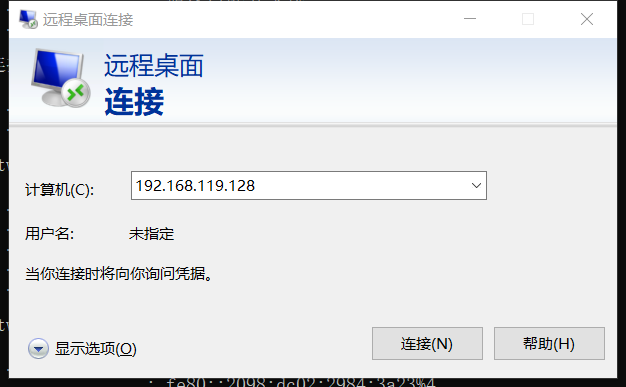 远程桌面连接
远程桌面
连接
计算机(C): 192.168.119.128
用户名: 未指定
当你连接时将向你询问凭据。
显示选项(O) 连接(N) 帮助(H)
: fe80::2098:dc02:2984:3a23%4